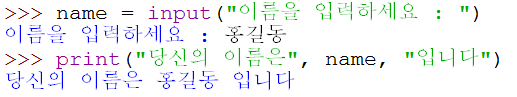 >>> name = input("이름을 입력하세요 : ")
이름을 입력하세요 : 홍길동
>>> print("당신의 이름은", name, "입니다")
당신의 이름은 홍길동 입니다